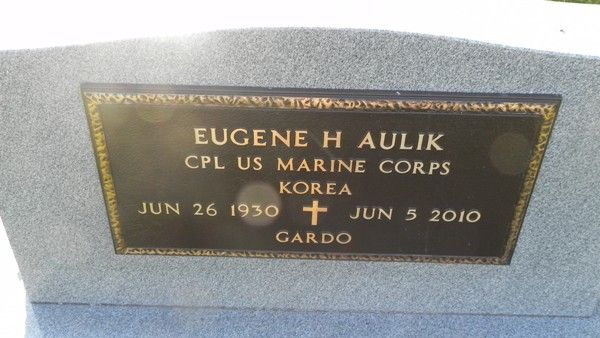 EUGENE H AULIK
CPL US MARINE CORPS
KOREA
JUN 26 1930 ✝ JUN 5 2010
GARDO